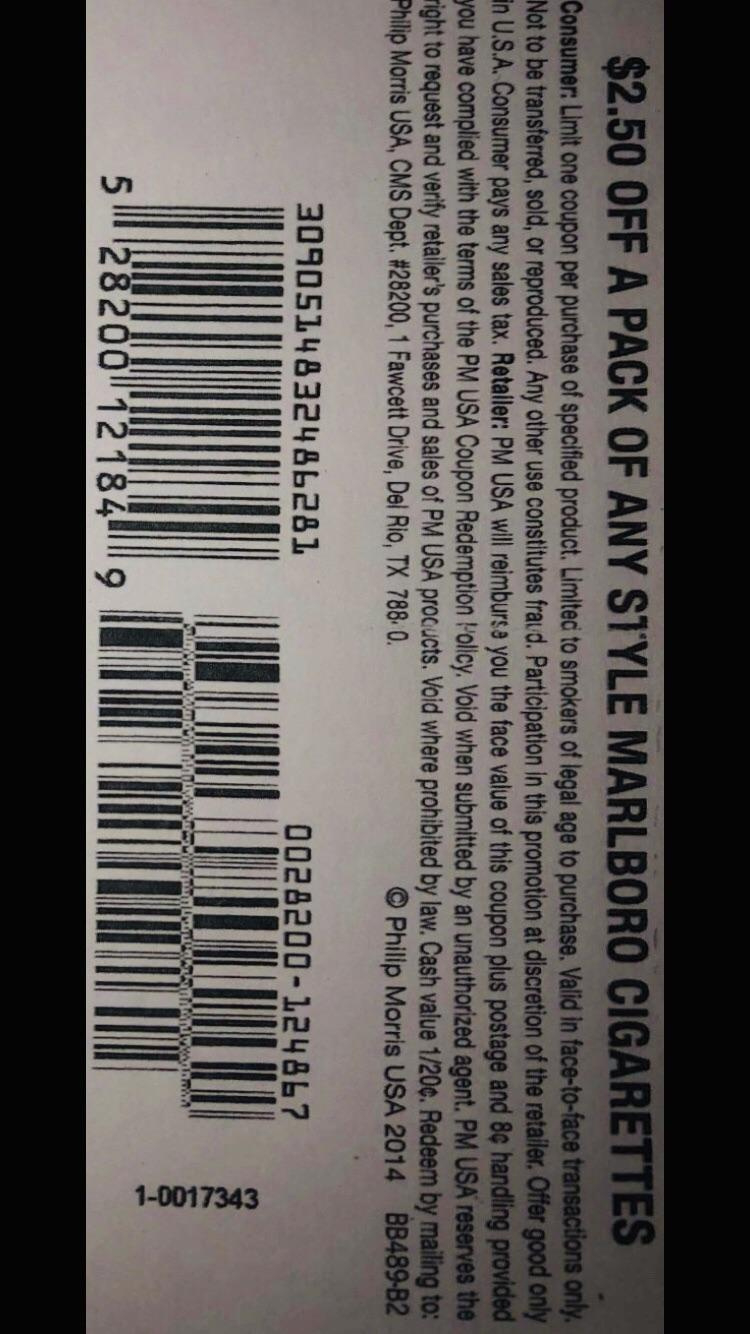 $2.50 OFF A PACK OF ANY STYLE MARLBORO CIGARETTES
Consumer: Limit one coupon per purchase of specified product. Limited to smokers of legal age to purchase. Valid in face-to-face transactions only.
Not to be transferred, sold, or reproduced. Any other use constitutes fraud. Participation in this promotion at discretion of the retailer. Offer good only
in U.S.A. Consumer pays any sales tax. Retailer: PM USA will reimburse you the face value of this coupon plus postage and 8¢ handling provided
you have complied with the terms of the PM USA Coupon Redemption Policy. Void when submitted by an unauthorized agent. PM USA reserves the
right to request and verify retailer's purchases and sales of PM USA products. Void where prohibited by law. Cash value 1/20¢. Redeem by mailing to:
Philip Morris USA, CMS Dept. #28200, 1 Fawcett Drive, Del Rio, TX
© Philip Morris USA 2014 BB489-B2
3090514832486281
0028200-124867
5 28200 12184 9
1-0017343